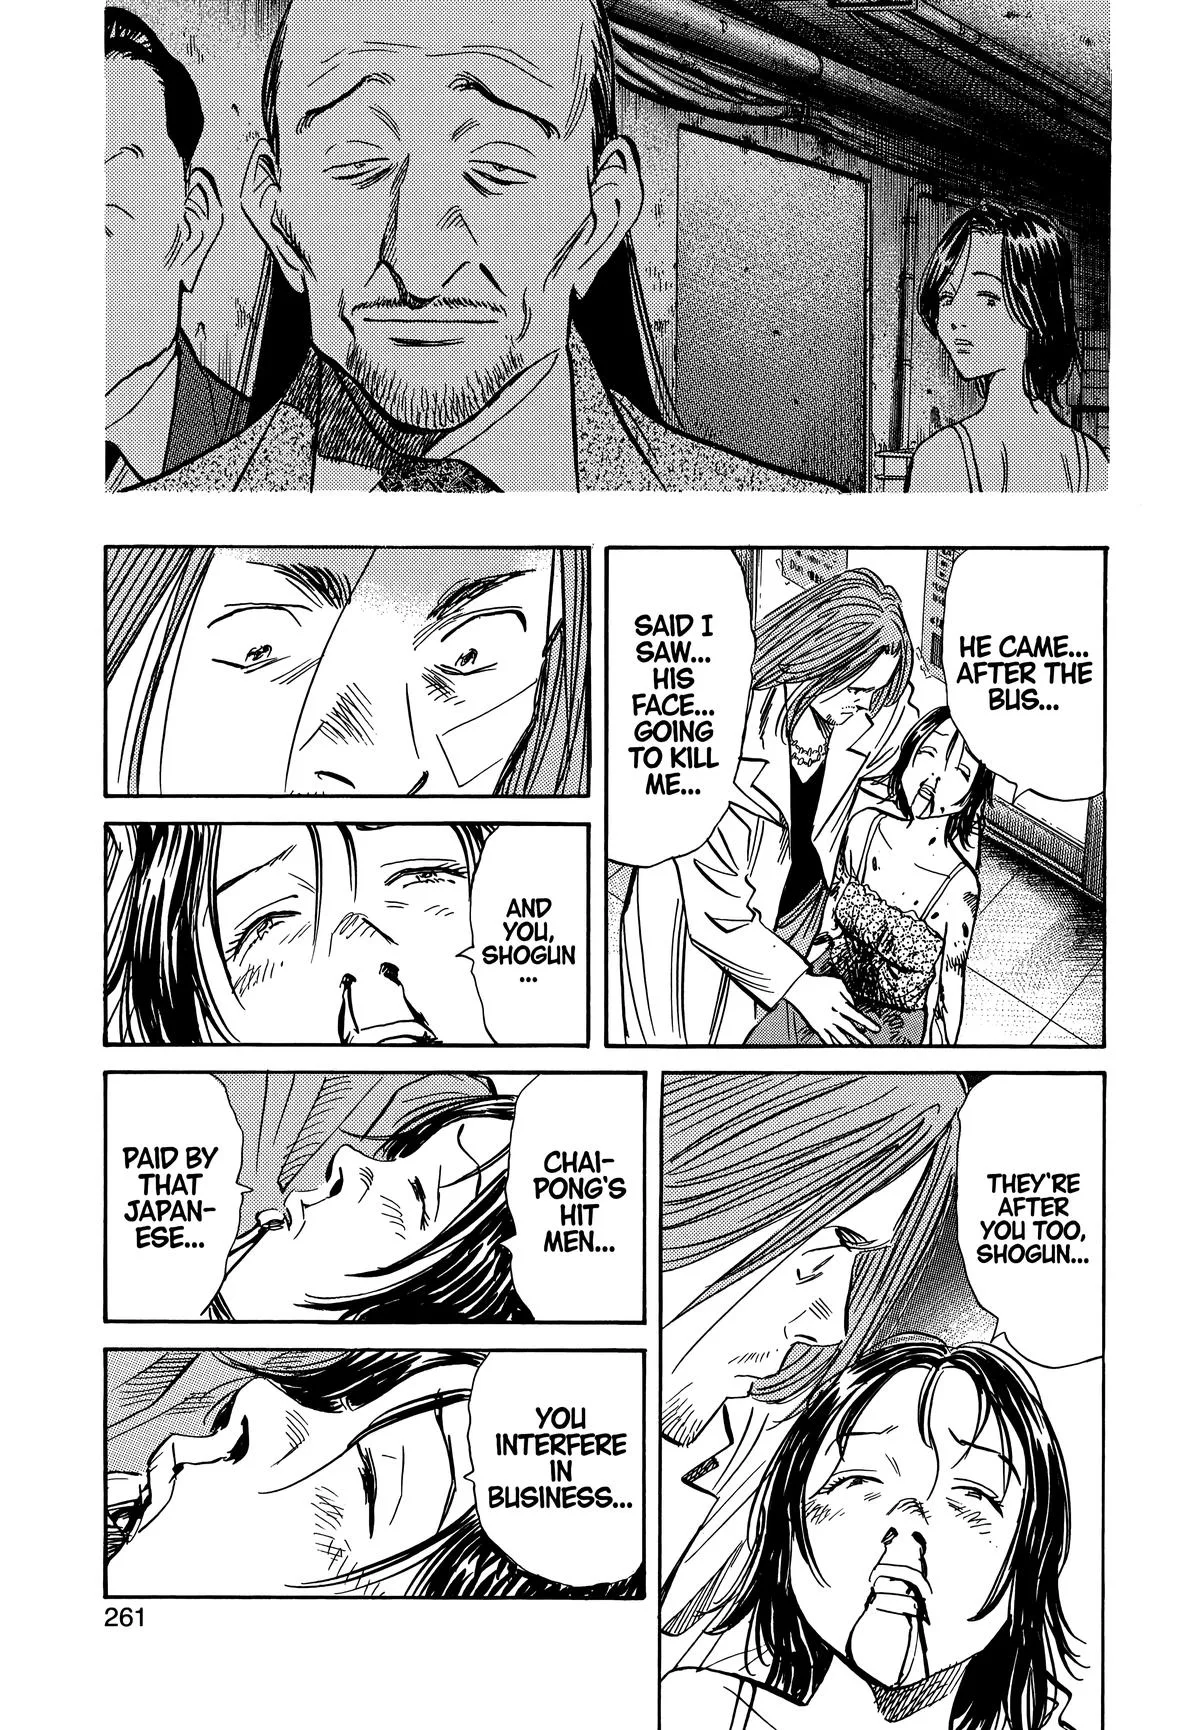 HE CAME...
AFTER THE
BUS...
SAID I
SAW...
HIS
FACE...
GOING
TO KILL
ME...
AND
YOU,
SHOGUN
...
THEY'RE
AFTER
YOU TOO,
SHOGUN...
CHAI-
PONG'S
HIT
MEN...
PAID BY
THAT
JAPAN-
ESE...
YOU
INTERFERE
IN
BUSINESS...
261